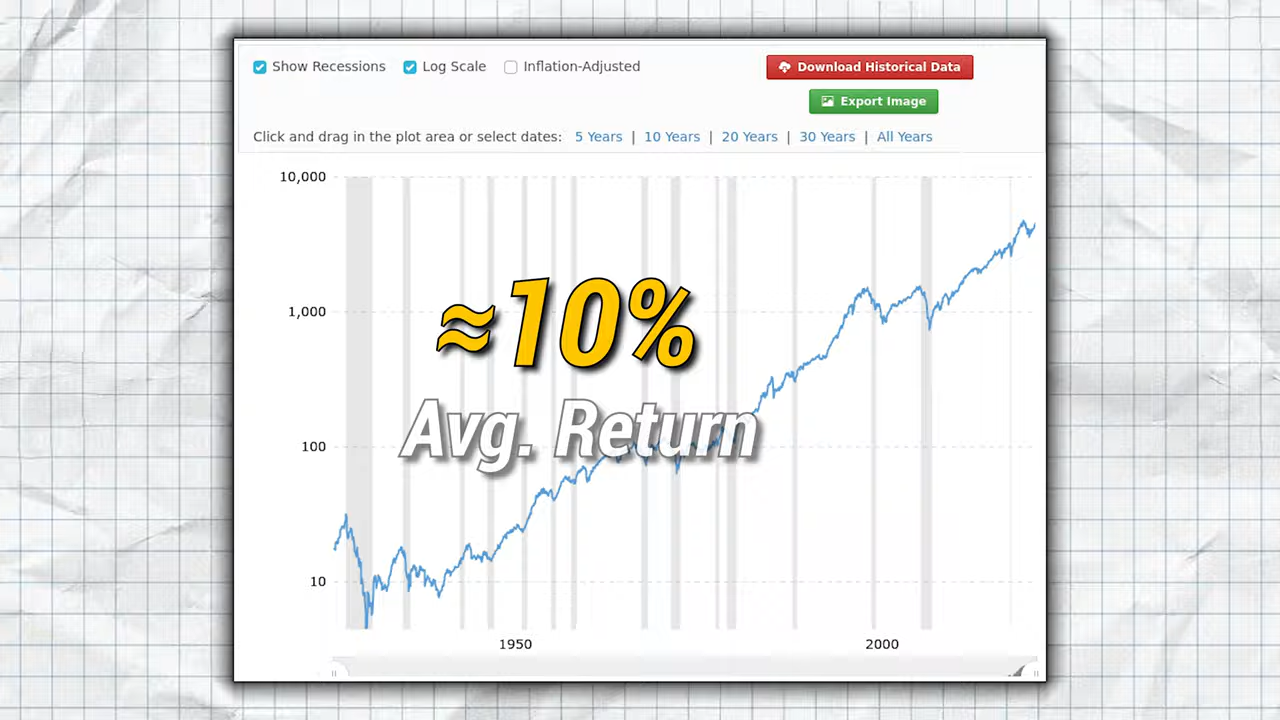 Show Recessions Log Scale Inflation-Adjusted Download Historical Data
Export Image
Click and drag in the plot area or select dates: 5 Years | 10 Years | 20 Years | 30 Years | All Years
10,000
1,000
≈10%
Avg. Return
100
10
1950 2000